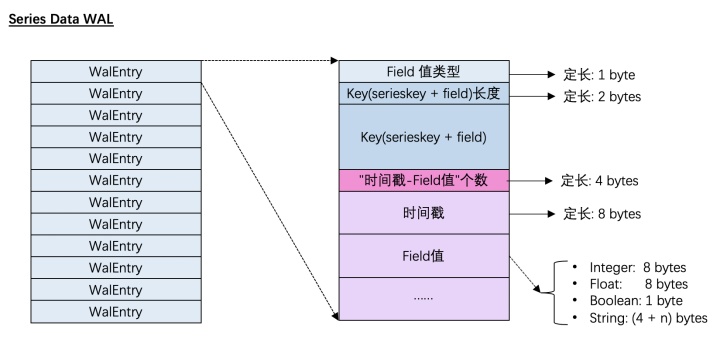 Series Data WAL
WalEntry
WalEntry
WalEntry
WalEntry
WalEntry
WalEntry
WalEntry
WalEntry
WalEntry
WalEntry
WalEntry
WalEntry
Field 值类型
定长: 1 byte
Key(serieskey + field)长度
定长: 2 bytes
Key(serieskey + field)
"时间戳-Field值"个数
定长: 4 bytes
时间戳
定长: 8 bytes
Field值
......
• Integer: 8 bytes
• Float: 8 bytes
• Boolean: 1 byte
• String: (4 + n) bytes